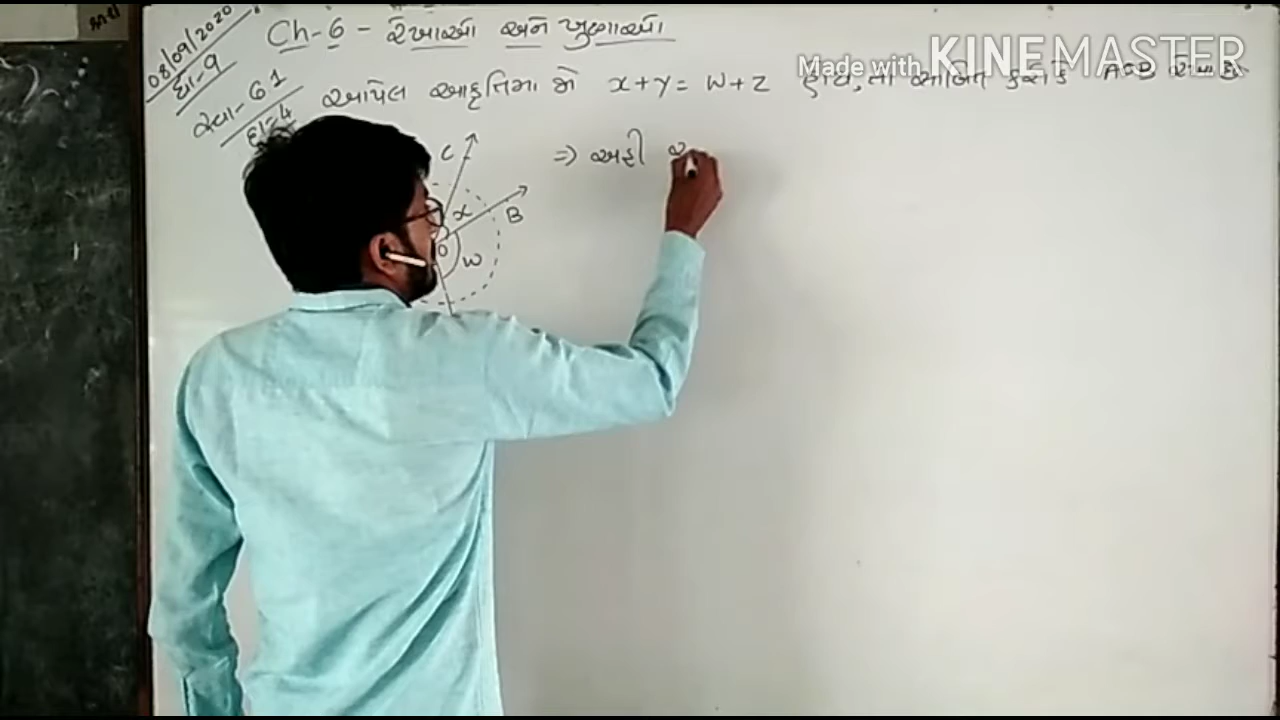 08/09/2020
ધો-9
સ્વા-6.1
દા-4
Ch-6 - રેખાઓ અને ખૂણાઓ
Made with KINEMASTER
આપેલ આકૃતિમાં જો x+y = w+z હોય, તો સાબિત કરો કે AOB રેખા છે
C
x
B
O
w
⇒ અહીં